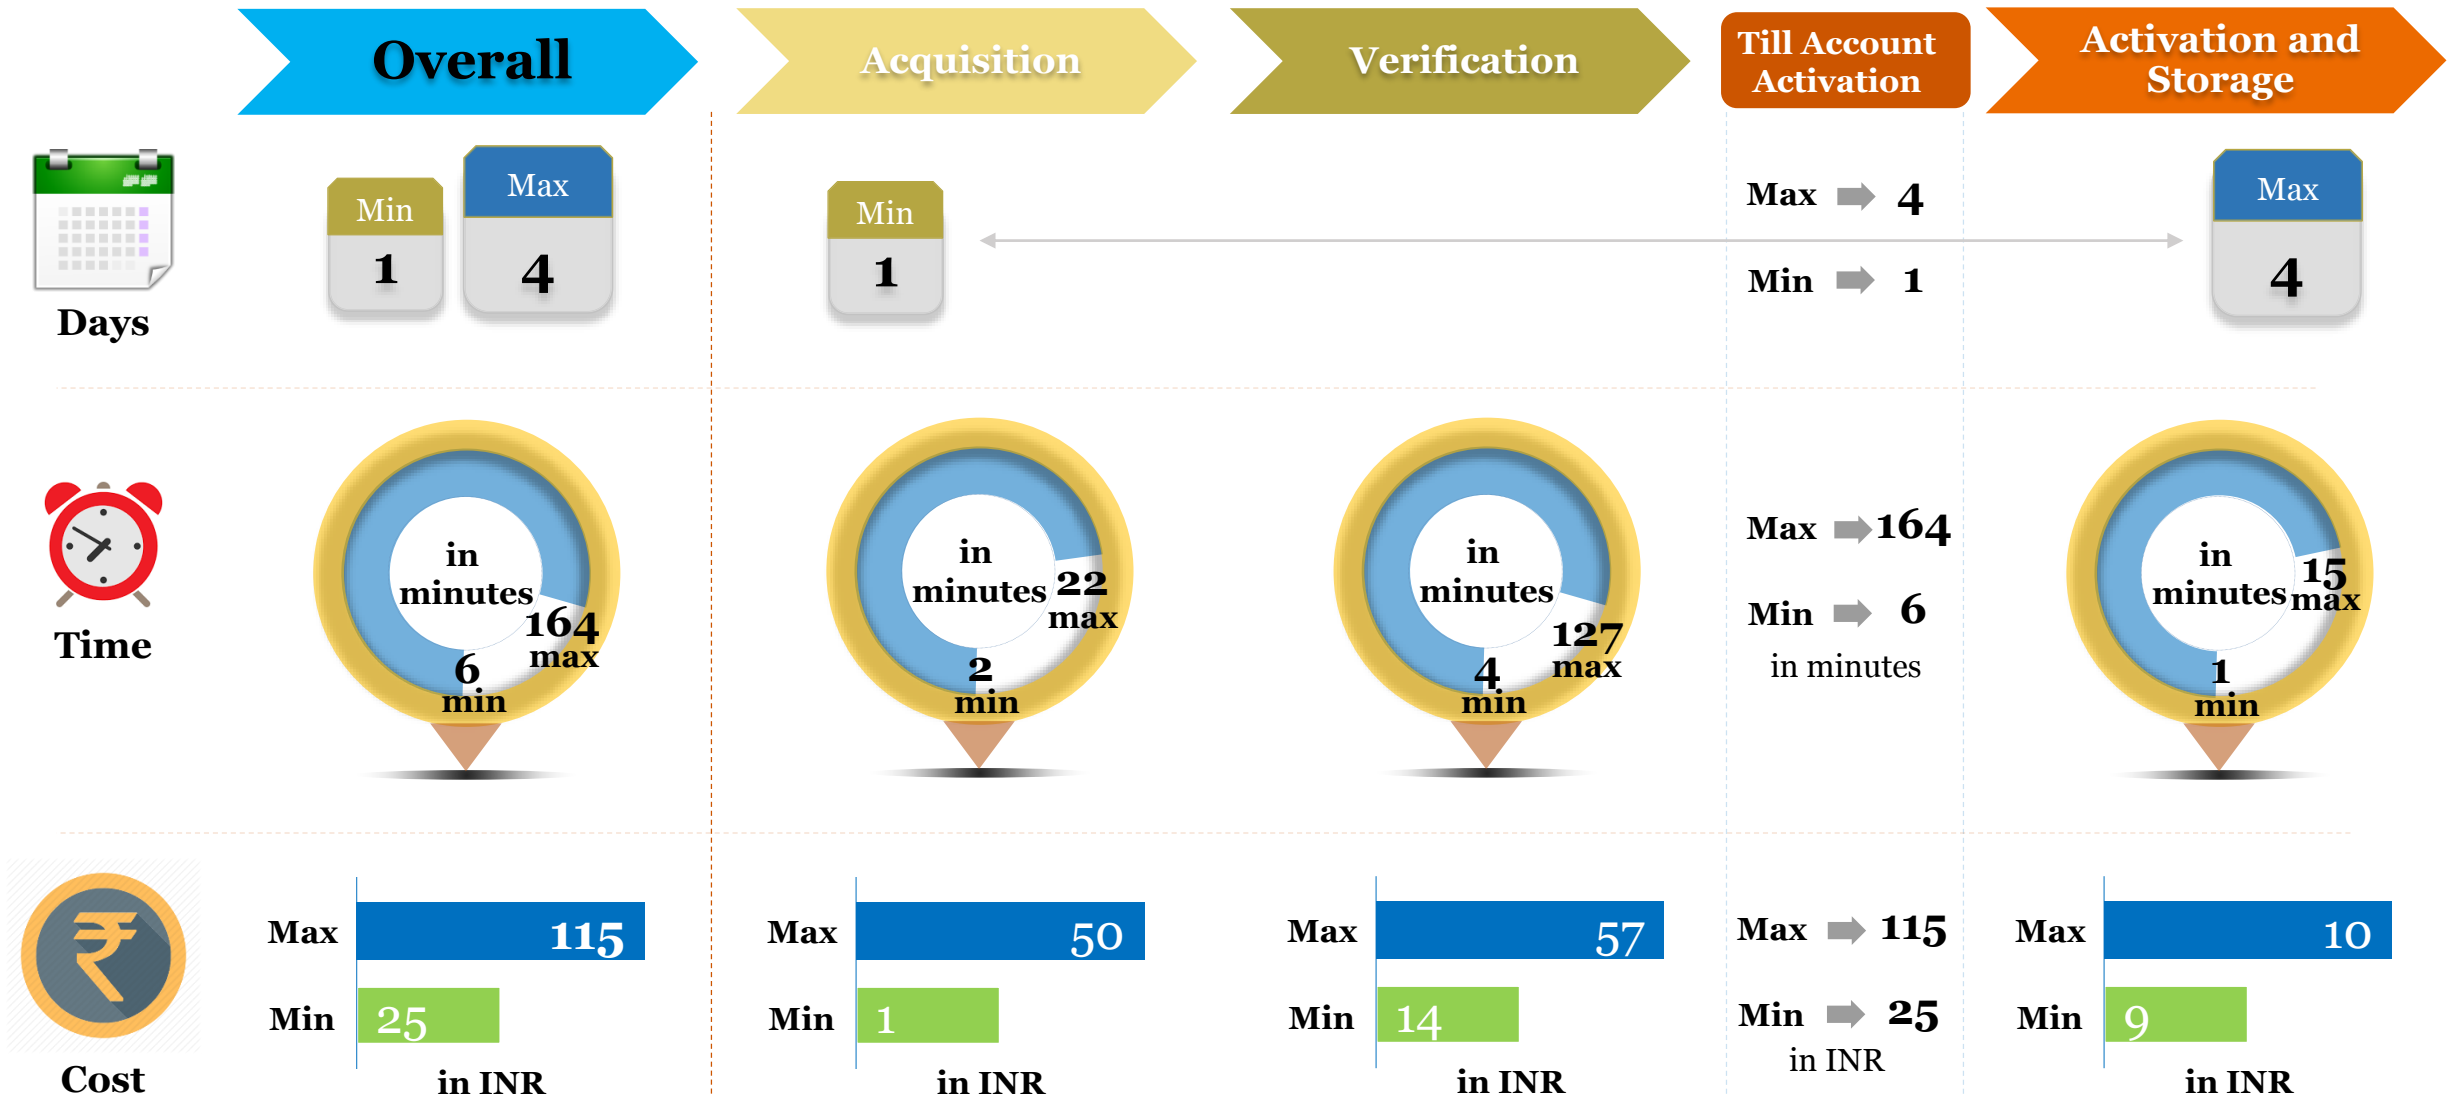 Overall
Acquisition
Verification
Till Account
Activation
Activation and
Storage
Days
Min
1
Max
4
Min
1
Max 4
Min 1
Max
4
Time
in
minutes
164
max
6
min
in
minutes
22
max
2
min
in
minutes
127
max
4
min
Max 164
Min 6
in minutes
in
minutes
15
max
1
min
Cost
Max 115
Min 25
in INR
Max 50
Min 1
in INR
Max 57
Min 14
in INR
Max 115
Min 25
in INR
Max 10
Min 9
in INR